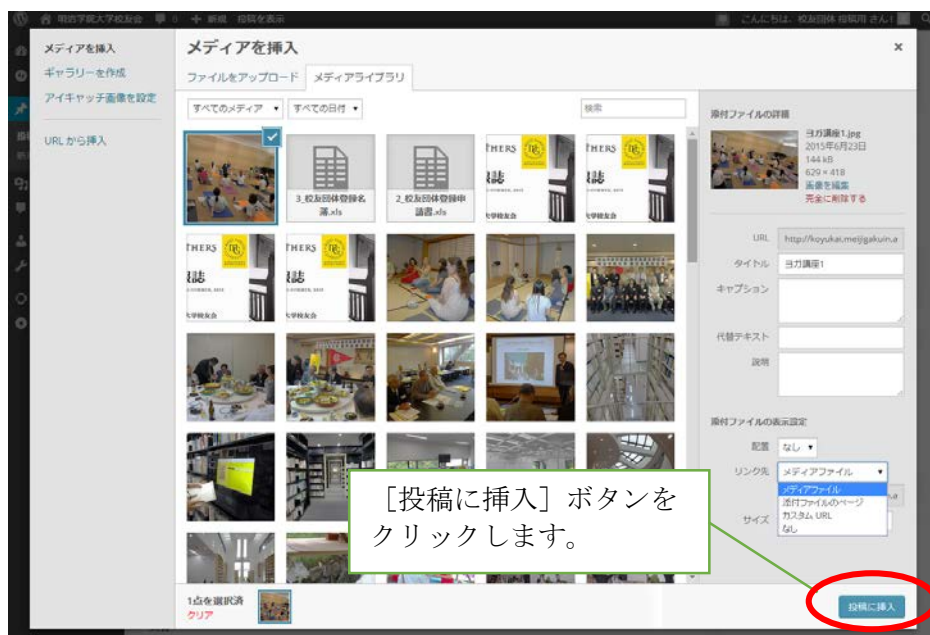 明治学院大学校友会 0 + 新規 投稿を表示
こんにちは、校友団体 投稿用 さん!
メディアを挿入
ギャラリーを作成
アイキャッチ画像を設定
URL から挿入
メディアを挿入
×
ファイルをアップロード メディアライブラリ
すべてのメディア すべての日付 検索
3_校友団体登録名簿.xls
2_校友団体登録申請書.xls
添付ファイルの詳細
ヨガ講座1.jpg
2015年6月23日
144 kB
629 × 418
画像を編集
完全に削除する
URL http://koyukai.meijigakuin.a
タイトル ヨガ講座1
キャプション
代替テキスト
説明
添付ファイルの表示設定
配置 なし
リンク先 メディアファイル
メディアファイル
添付ファイルのページ
カスタム URL
なし
サイズ
[投稿に挿入] ボタンを
クリックします。
1点を選択済
クリア
投稿に挿入